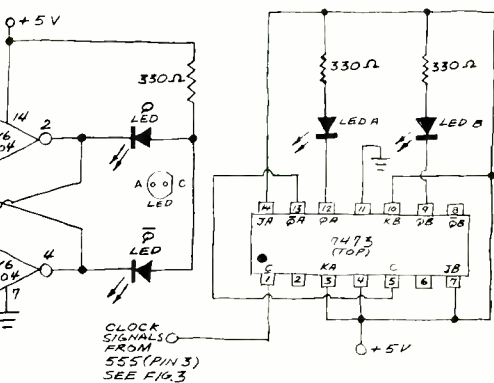 +5V
14
330Ω
2
Q
LED
A C
LED
4
Q̅
LED
7
CLOCK
SIGNALS
FROM
555 (PIN 3)
SEE FIG. 3
330Ω
330Ω
LED A
LED B
14 13 12 11 10 9 8
JA Q̅A QA KB QB Q̅B
7473
(TOP)
C KA C JB
1 2 3 4 5 6 7
+5V